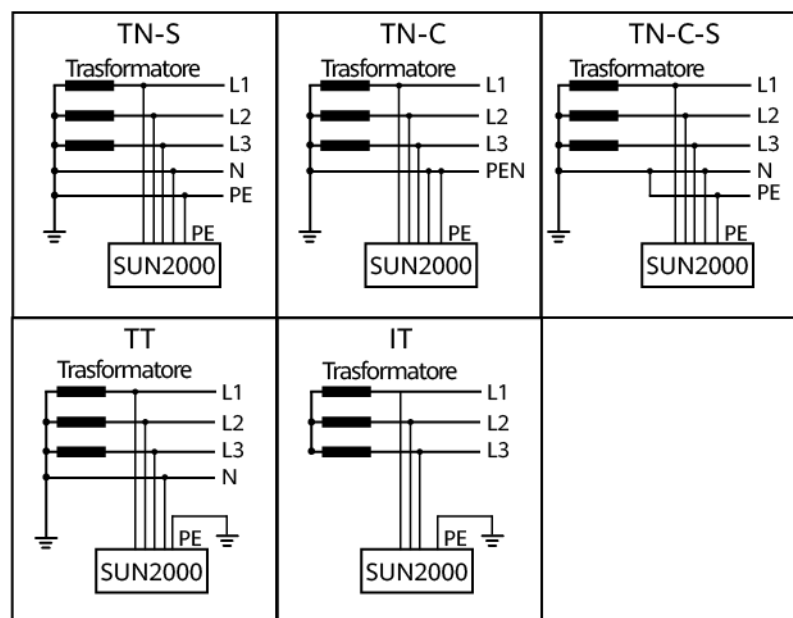 TN-S
Trasformatore
L1
L2
L3
N
PE
PE
SUN2000
TN-C
Trasformatore
L1
L2
L3
PEN
PE
SUN2000
TN-C-S
Trasformatore
L1
L2
L3
N
PE
PE
SUN2000
TT
Trasformatore
L1
L2
L3
N
PE
SUN2000
IT
Trasformatore
L1
L2
L3
PE
SUN2000